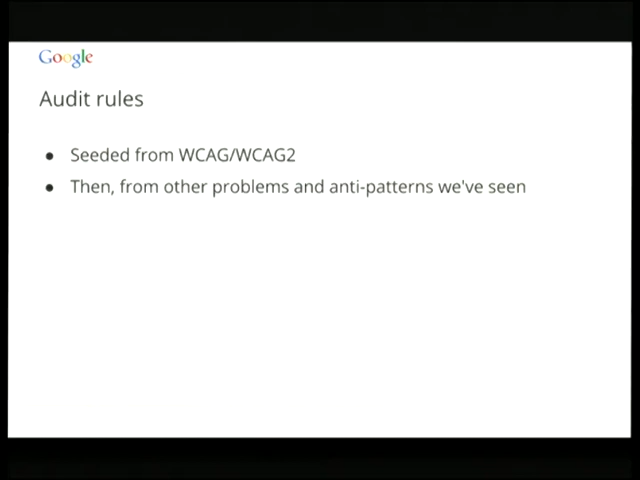 Google
Audit rules
● Seeded from WCAG/WCAG2
● Then, from other problems and anti-patterns we've seen